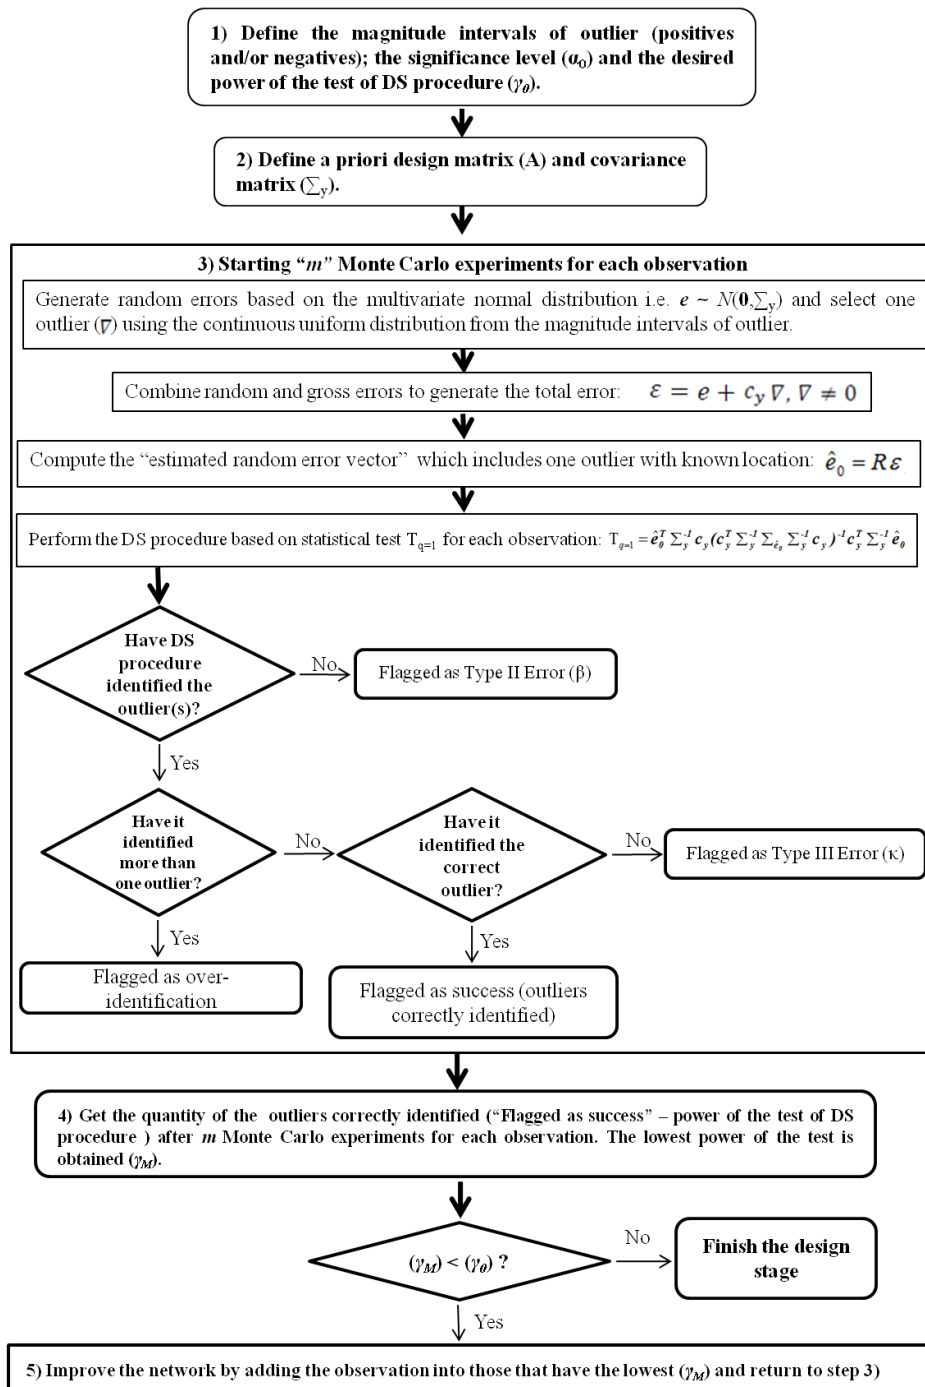 1) Define the magnitude intervals of outlier (positives
and/or negatives); the significance level (α₀) and the desired
power of the test of DS procedure (γ₀).
2) Define a priori design matrix (A) and covariance
matrix (∑y).
3) Starting “m” Monte Carlo experiments for each observation
Generate random errors based on the multivariate normal distribution i.e. e ~ N(0,∑y) and select one
outlier (∇) using the continuous uniform distribution from the magnitude intervals of outlier.
Combine random and gross errors to generate the total error: ε = e + c_y ∇, ∇ ≠ 0
Compute the “estimated random error vector” which includes one outlier with known location: ê₀ = Rε
Perform the DS procedure based on statistical test T_q=1 for each observation: T_q=1 = ê₀^T ∑y^-1 c_y (c_y^T ∑y^-1 ∑ê₀ ∑y^-1 c_y)^-1 c_y^T ∑y^-1 ê₀
Have DS
procedure
identified the
outlier(s)?
No
Flagged as Type II Error (β)
Yes
Have it
identified
more than
one outlier?
No
Have it
identified the
correct
outlier?
No
Flagged as Type III Error (κ)
Yes
Yes
Flagged as over-
identification
Flagged as success (outliers
correctly identified)
4) Get the quantity of the outliers correctly identified (“Flagged as success” – power of the test of DS
procedure ) after m Monte Carlo experiments for each observation. The lowest power of the test is
obtained (γ_M).
(γ_M) < (γ₀) ?
No
Finish the design
stage
Yes
5) Improve the network by adding the observation into those that have the lowest (γ_M) and return to step 3)